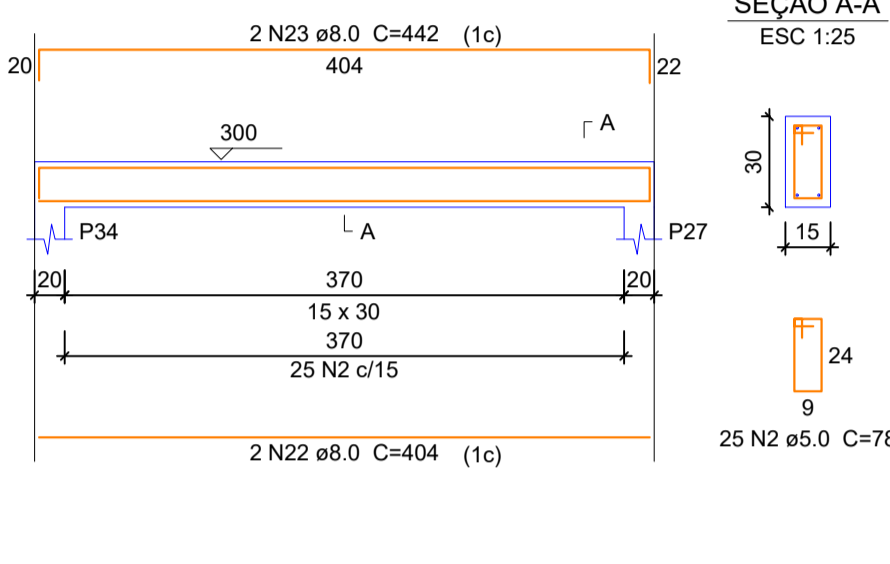 SEÇÃO A-A
ESC 1:25
2 N23 ø8.0 C=442 (1c)
20 404 22
A
300
30
P34 A P27
15
20 370 20
15 x 30
370
25 N2 c/15
24
9
25 N2 ø5.0 C=78
2 N22 ø8.0 C=404 (1c)